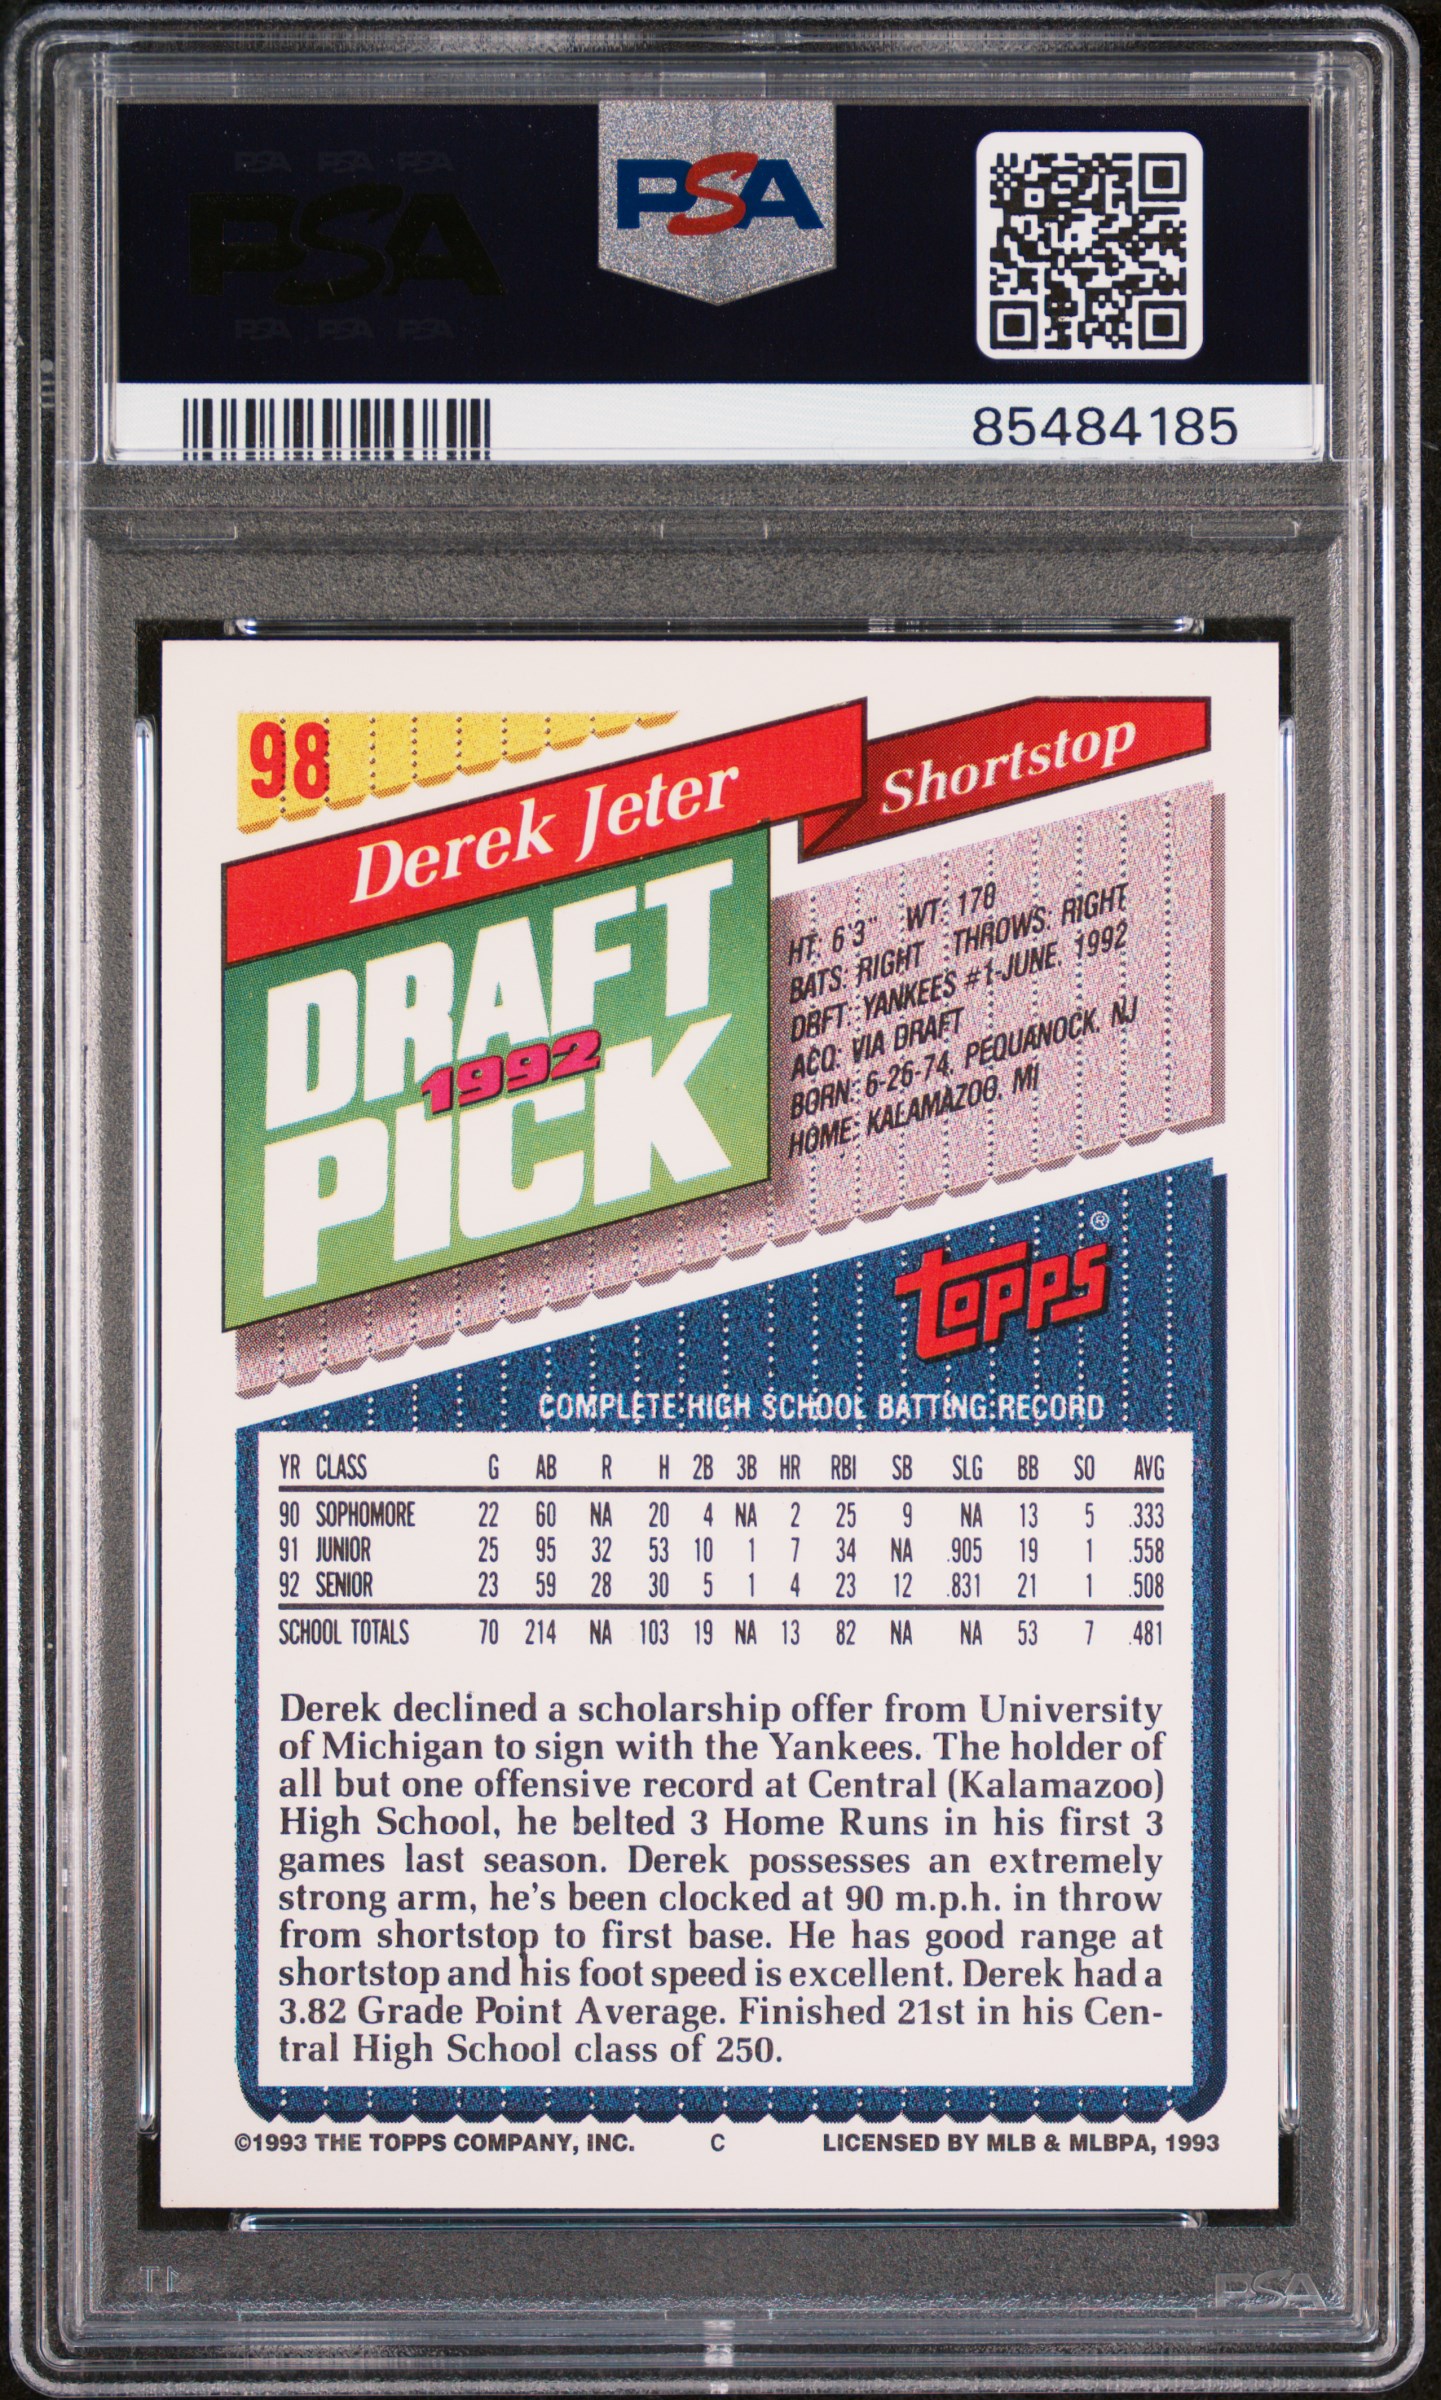 PSA PSA PSA
PSA
PSA PSA PSA
PSA
85484185
98
Derek Jeter
Shortstop
DRAFT
1992
PICK
HT: 6'3" WT: 178
BATS: RIGHT THROWS: RIGHT
DRFT: YANKEES #1-JUNE, 1992
ACQ: VIA DRAFT
BORN: 6-26-74, PEQUANOCK, NJ
HOME: KALAMAZOO, MI
Topps®
COMPLETE HIGH SCHOOL BATTING RECORD
YR CLASS G AB R H 2B 3B HR RBI SB SLG BB SO AVG
90 SOPHOMORE 22 60 NA 20 4 NA 2 25 9 NA 13 5 .333
91 JUNIOR 25 95 32 53 10 1 7 34 NA .905 19 1 .558
92 SENIOR 23 59 28 30 5 1 4 23 12 .831 21 1 .508
SCHOOL TOTALS 70 214 NA 103 19 NA 13 82 NA NA 53 7 .481
Derek declined a scholarship offer from University
of Michigan to sign with the Yankees. The holder of
all but one offensive record at Central (Kalamazoo)
High School, he belted 3 Home Runs in his first 3
games last season. Derek possesses an extremely
strong arm, he's been clocked at 90 m.p.h. in throw
from shortstop to first base. He has good range at
shortstop and his foot speed is excellent. Derek had a
3.82 Grade Point Average. Finished 21st in his Cen-
tral High School class of 250.
©1993 THE TOPPS COMPANY, INC. C LICENSED BY MLB & MLBPA, 1993
PSA